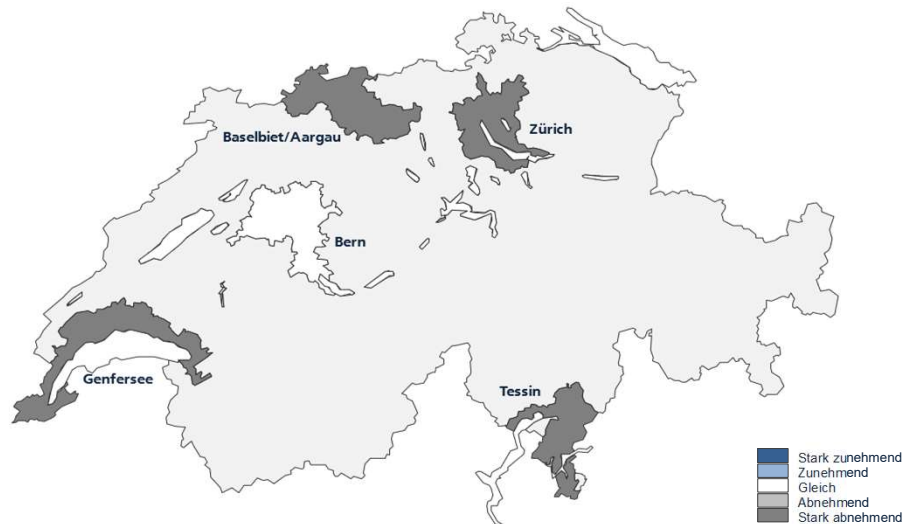 Baselbiet/Aargau
Zürich
Bern
Genfersee
Tessin
Stark zunehmend
Zunehmend
Gleich
Abnehmend
Stark abnehmend